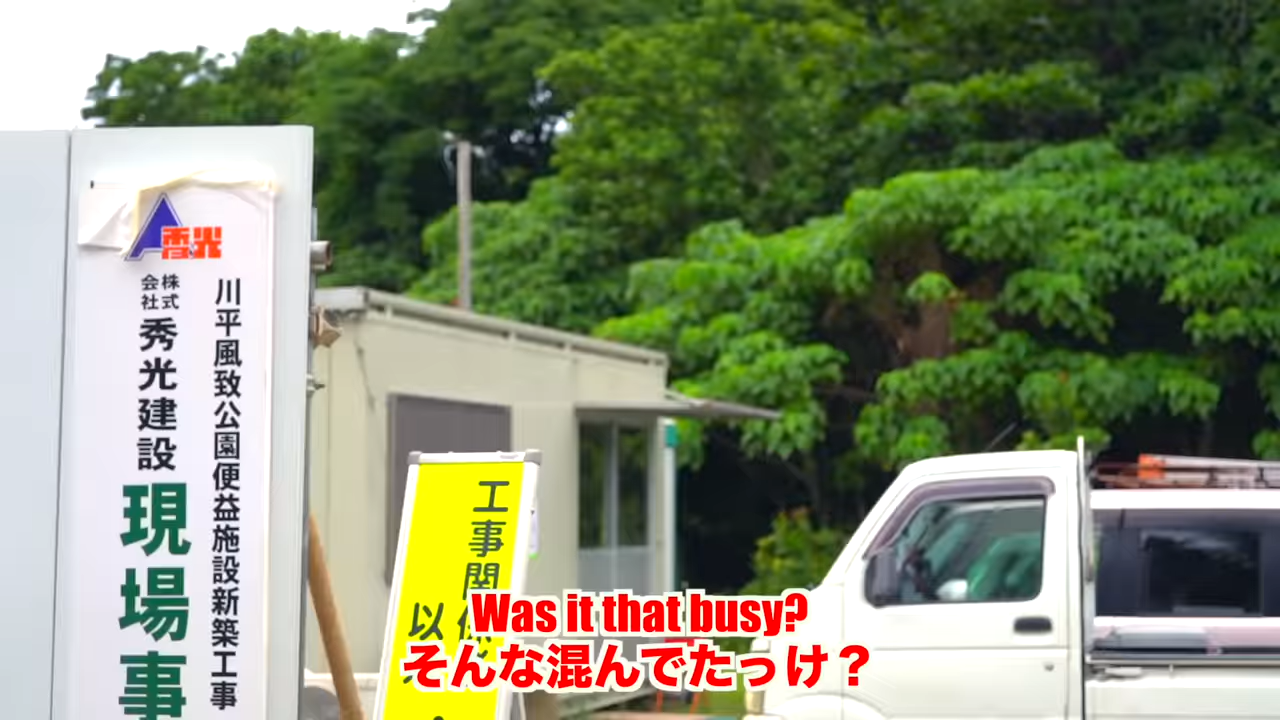 秀光
川平風致公園便益施設新築工事
株式
会社
秀光建設
現場事
工事関係
以
Was it that busy?
そんな混んでたっけ？